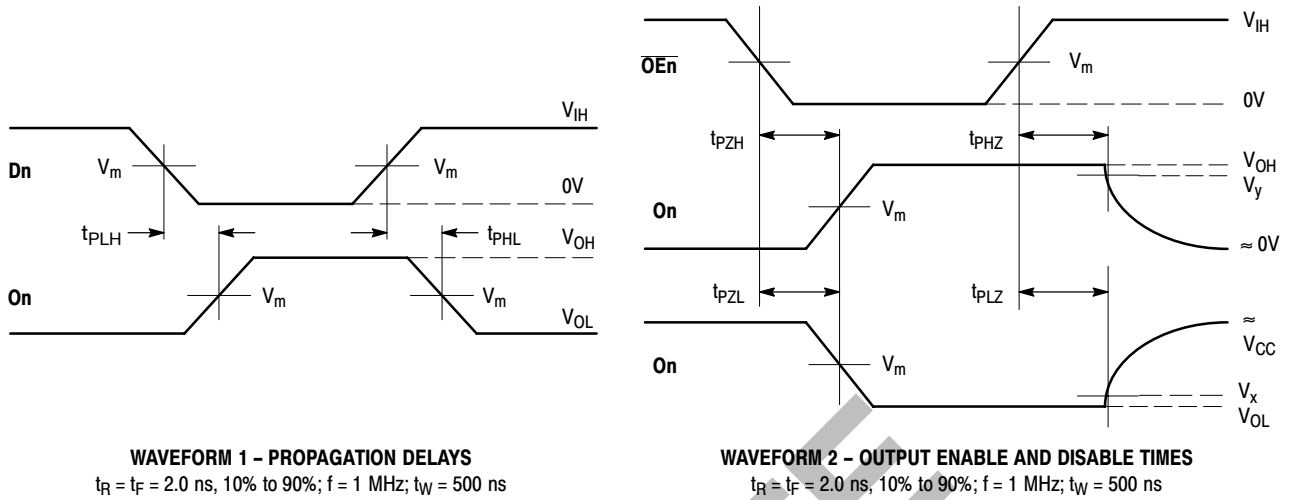 Dn
V_m
V_m
V_IH
0V
t_PLH
t_PHL
V_OH
On
V_m
V_m
V_OL
WAVEFORM 1 – PROPAGATION DELAYS
t_R = t_F = 2.0 ns, 10% to 90%; f = 1 MHz; t_W = 500 ns
OEn
V_m
V_IH
0V
t_PZH
t_PHZ
V_OH
V_y
On
V_m
≈ 0V
t_PZL
t_PLZ
≈
V_CC
On
V_m
V_x
V_OL
WAVEFORM 2 – OUTPUT ENABLE AND DISABLE TIMES
t_R = t_F = 2.0 ns, 10% to 90%; f = 1 MHz; t_W = 500 ns